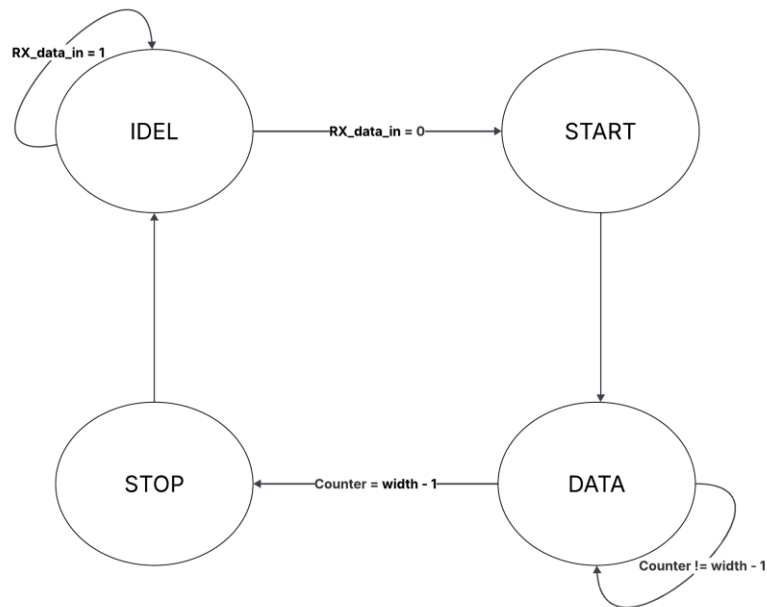 RX_data_in = 1
IDEL
RX_data_in = 0
START
STOP
Counter = width - 1
DATA
Counter != width - 1